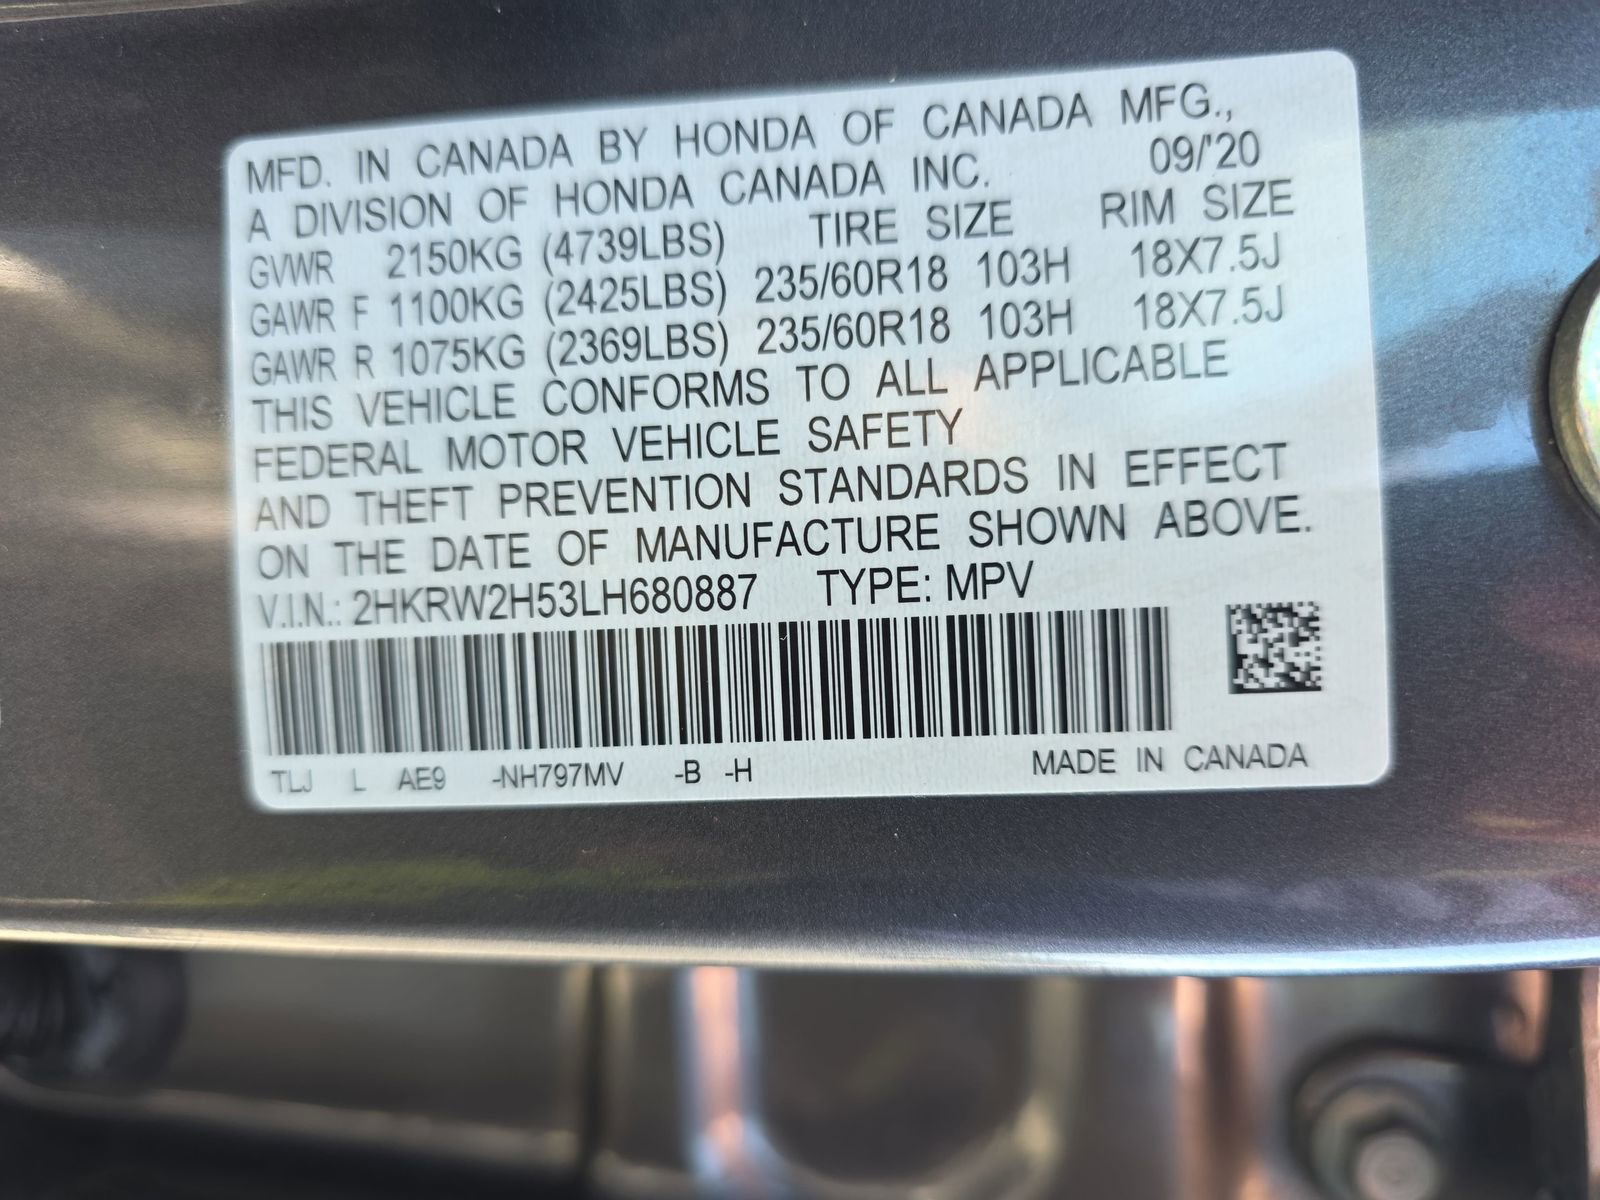 MFD. IN CANADA BY HONDA OF CANADA MFG.,
A DIVISION OF HONDA CANADA INC. 09/'20
GVWR 2150KG (4739LBS) TIRE SIZE RIM SIZE
GAWR F 1100KG (2425LBS) 235/60R18 103H 18X7.5J
GAWR R 1075KG (2369LBS) 235/60R18 103H 18X7.5J
THIS VEHICLE CONFORMS TO ALL APPLICABLE
FEDERAL MOTOR VEHICLE SAFETY
AND THEFT PREVENTION STANDARDS IN EFFECT
ON THE DATE OF MANUFACTURE SHOWN ABOVE.
V.I.N.: 2HKRW2H53LH680887 TYPE: MPV
TLJ L AE9 -NH797MV -B -H MADE IN CANADA